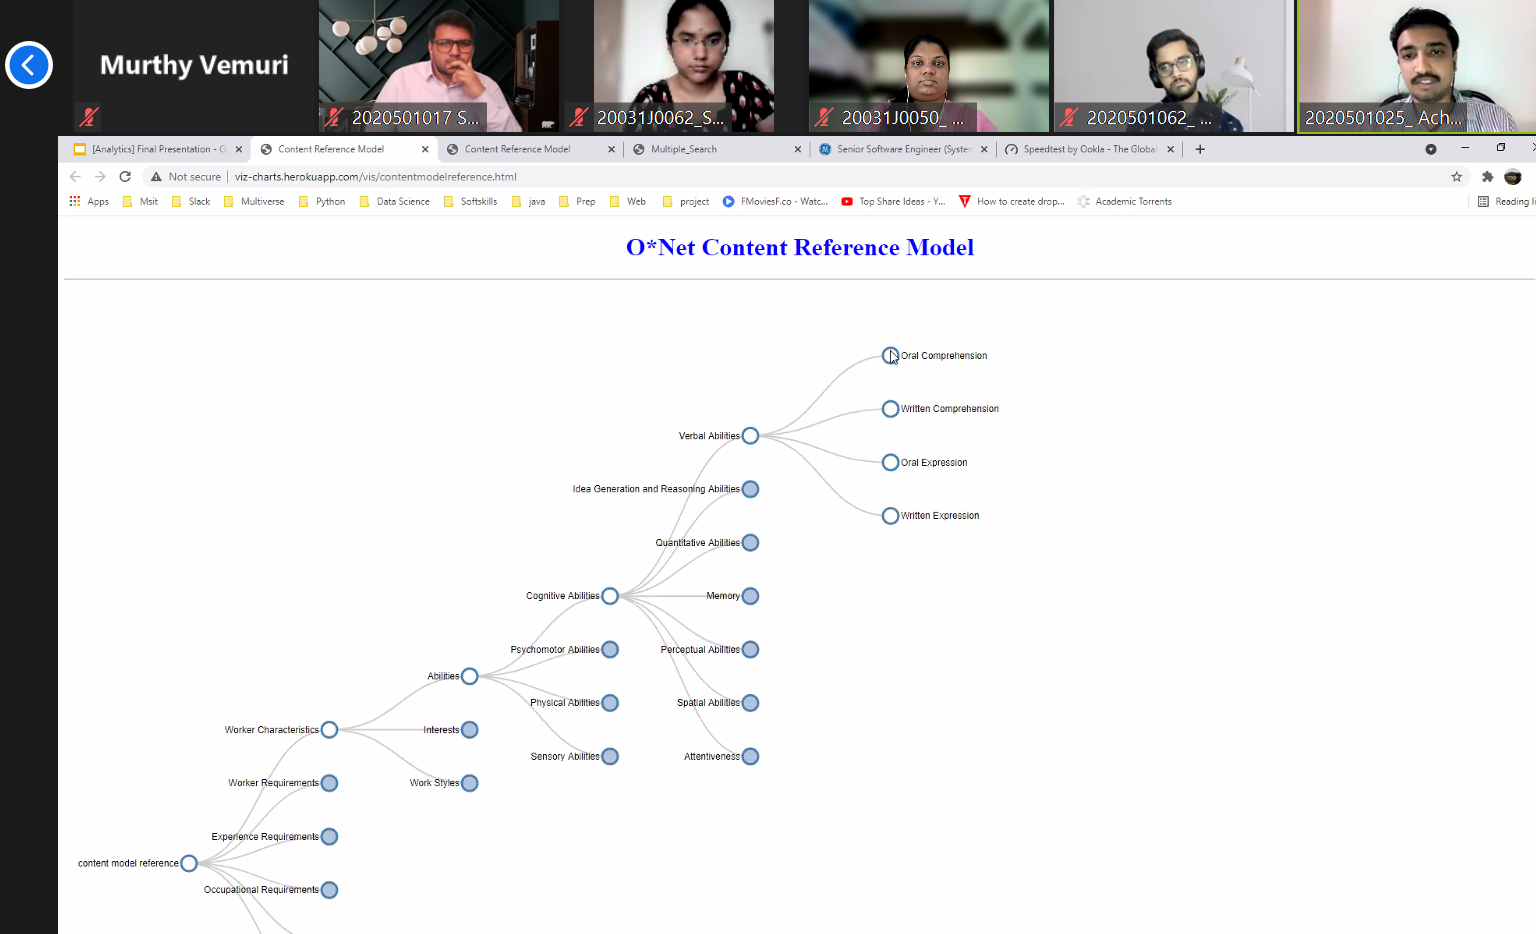 Murthy Vemuri
2020501017 S...
20031J0062_S...
20031J0050_ ...
2020501062_ ...
2020501025_ Ach...
[Analytics] Final Presentation - G
Content Reference Model
Content Reference Model
Multiple_Search
Senior Software Engineer (System
Speedtest by Ookla - The Global
Not secure
viz-charts.herokuapp.com/vis/contentmodelreference.html
Apps
Msit
Slack
Multiverse
Python
Data Science
Softskills
java
Prep
Web
project
FMoviesF.co - Watc...
Top Share Ideas - Y...
How to create drop...
Academic Torrents
Reading li
O*Net Content Reference Model
Oral Comprehension
Written Comprehension
Verbal Abilities
Oral Expression
Idea Generation and Reasoning Abilities
Written Expression
Quantitative Abilities
Cognitive Abilities
Memory
Psychomotor Abilities
Perceptual Abilities
Abilities
Physical Abilities
Spatial Abilities
Worker Characteristics
Interests
Sensory Abilities
Attentiveness
Worker Requirements
Work Styles
Experience Requirements
content model reference
Occupational Requirements